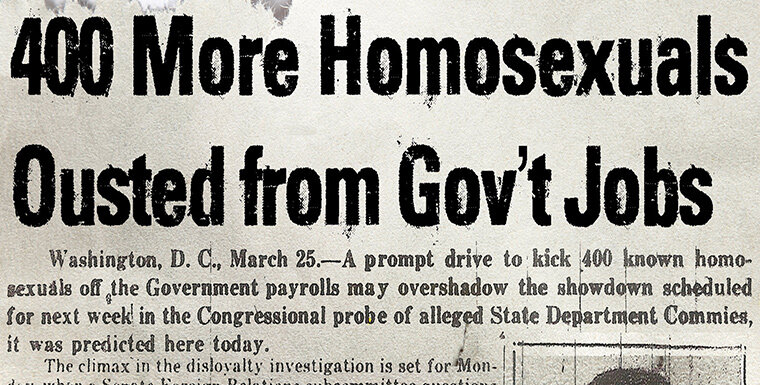 400 More Homosexuals
Ousted from Gov't Jobs
Washington, D. C., March 25.—A prompt drive to kick 400 known homo-
sexuals off the Government payrolls may overshadow the showdown scheduled
for next week in the Congressional probe of alleged State Department Commies,
it was predicted here today.
The climax in the disloyalty investigation is set for Mon-